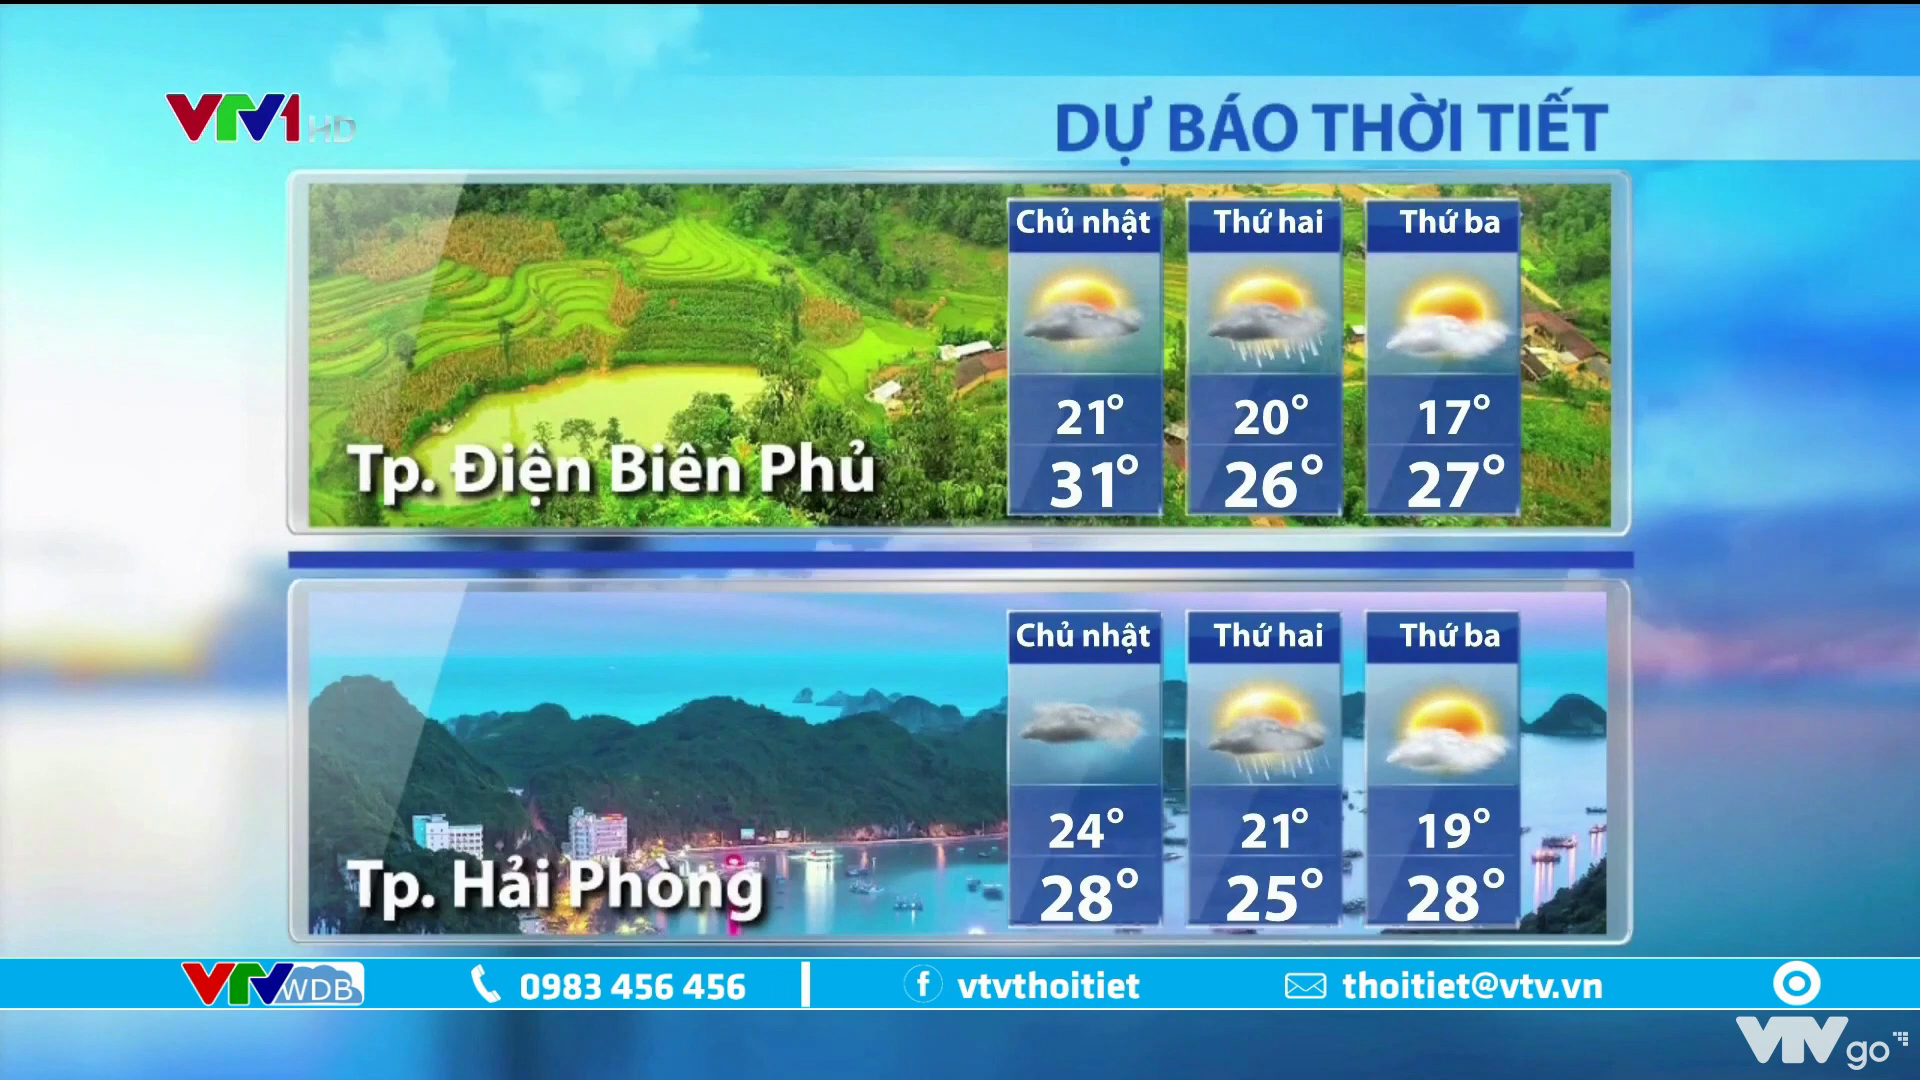 VTV1 HD
DỰ BÁO THỜI TIẾT
Chủ nhật Thứ hai Thứ ba
21° 20° 17°
31° 26° 27°
Tp. Điện Biên Phủ
Chủ nhật Thứ hai Thứ ba
24° 21° 19°
28° 25° 28°
Tp. Hải Phòng
VTV WDB 0983 456 456 vtvthoitiet thoitiet@vtv.vn
VTV go